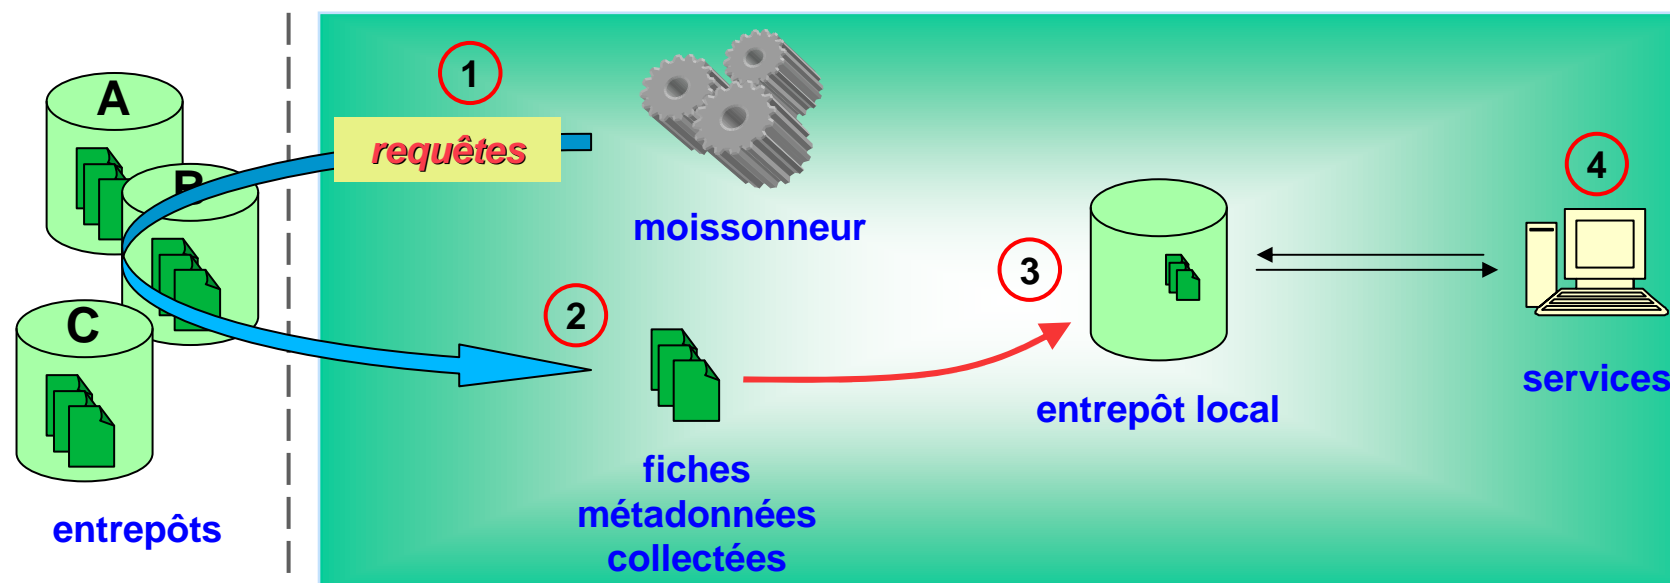 A
B
C
entrepôts
1
requêtes
moissonneur
2
fiches
métadonnées
collectées
3
entrepôt local
4
services